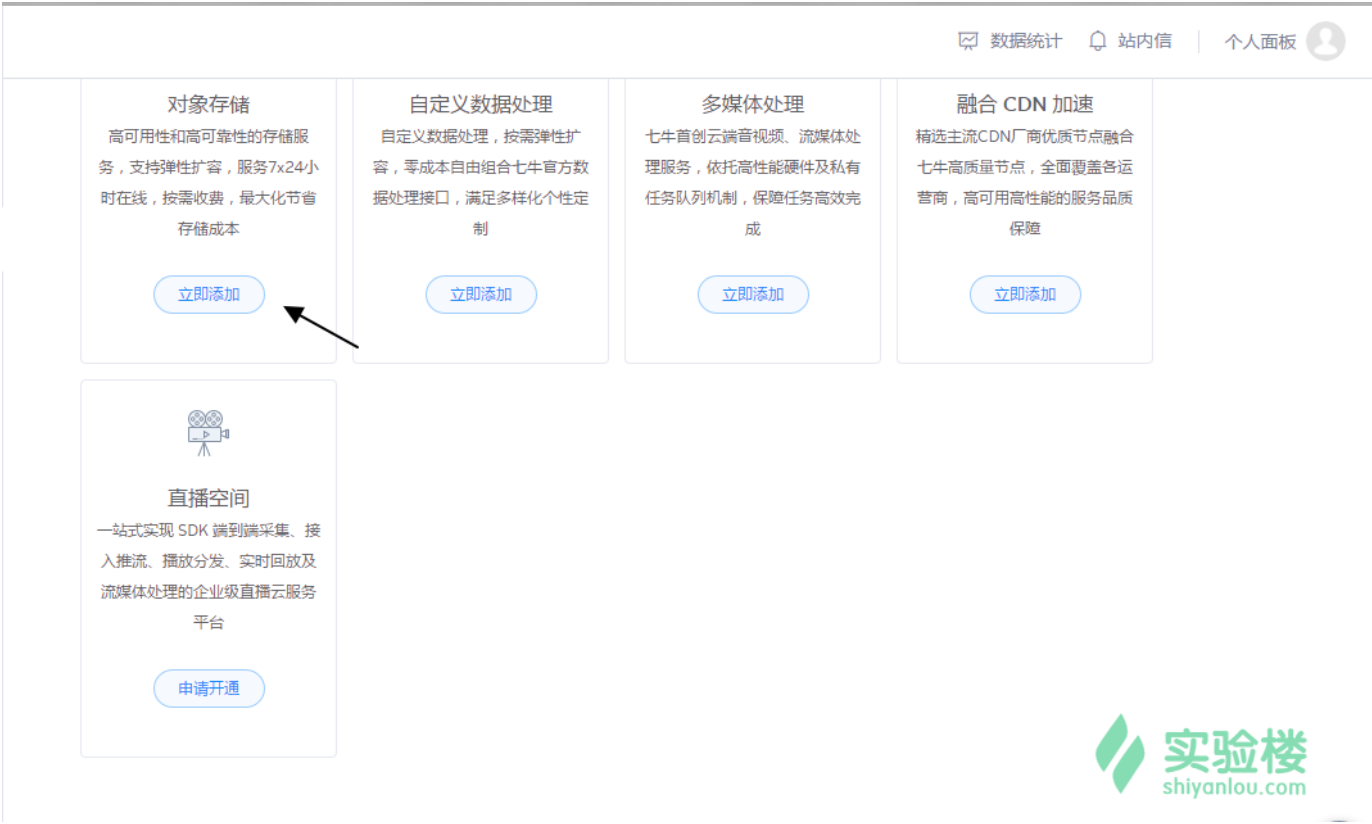 数据统计 站内信 个人面板
对象存储
高可用性和高可靠性的存储服
务，支持弹性扩容，服务7x24小
时在线，按需收费，最大化节省
存储成本
立即添加
自定义数据处理
自定义数据处理，按需弹性扩
容，零成本自由组合七牛官方数
据处理接口，满足多样化个性定
制
立即添加
多媒体处理
七牛首创云端音视频、流媒体处
理服务，依托高性能硬件及私有
任务队列机制，保障任务高效完
成
立即添加
融合 CDN 加速
精选主流CDN厂商优质节点融合
七牛高质量节点，全面覆盖各运
营商，高可用高性能的服务品质
保障
立即添加
直播空间
一站式实现 SDK 端到端采集、接
入推流、播放分发、实时回放及
流媒体处理的企业级直播云服务
平台
申请开通
实验楼
shiyanlou.com